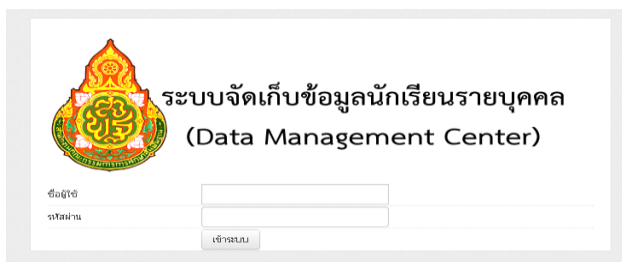 ระบบจัดเก็บข้อมูลนักเรียนรายบุคคล
(Data Management Center)
ชื่อผู้ใช้
รหัสผ่าน
เข้าระบบ